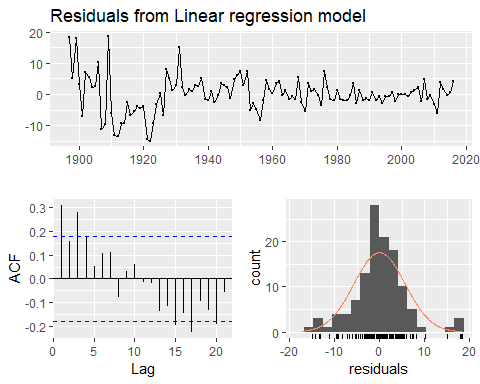 Residuals from Linear regression model
20
10
0
-10
1900 1920 1940 1960 1980 2000 2020
ACF
0.3
0.2
0.1
0.0
-0.1
-0.2
0 5 10 15 20
Lag
count
20
10
0
-20 -10 0 10 20
residuals